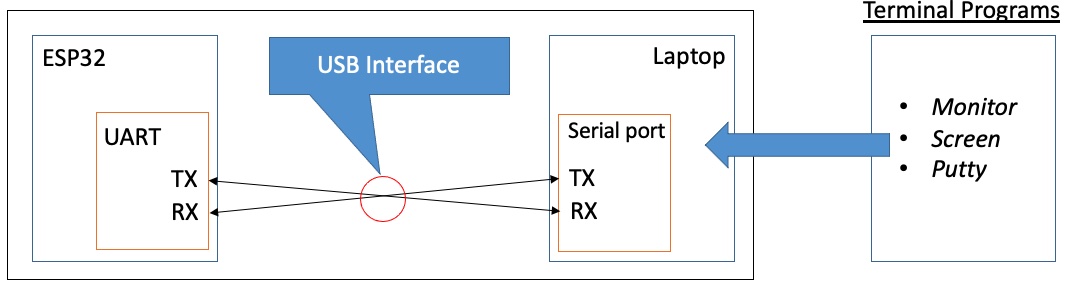 Terminal Programs
ESP32
USB Interface
Laptop
UART
TX
RX
Serial port
TX
RX
• Monitor
• Screen
• Putty